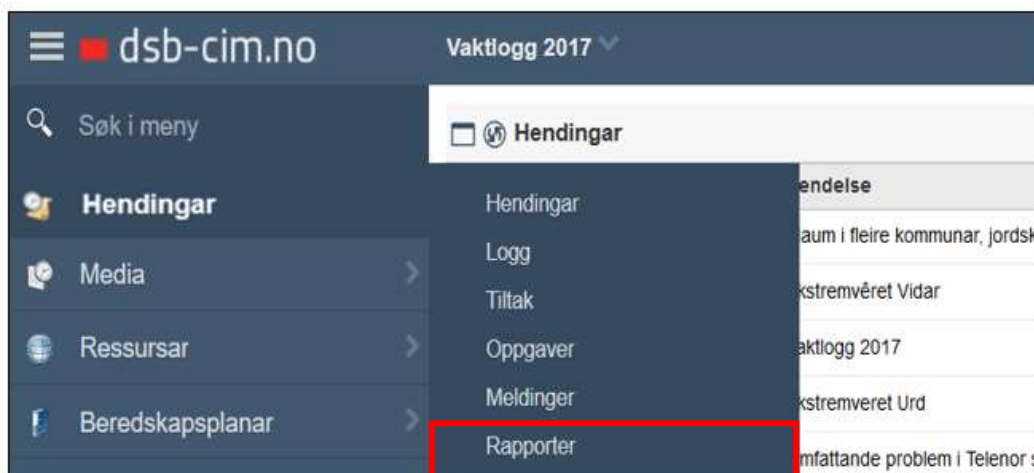 dsb-cim.no
Vaktlogg 2017
Søk i meny
Hendingar
Hendingar
Media
Ressursar
Beredskapsplanar
Hendingar
Logg
Tiltak
Oppgaver
Meldinger
Rapporter
endelse
aum i fleire kommunar, jordsk
kstremvêret Vidar
aktlogg 2017
kstremveret Urd
mfattande problem i Telenor s